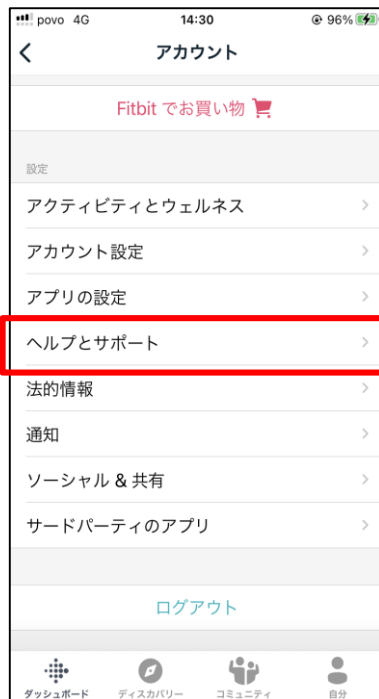 povo 4G 14:30 96%
アカウント
Fitbit でお買い物
設定
アクティビティとウェルネス
アカウント設定
アプリの設定
ヘルプとサポート
法的情報
通知
ソーシャル & 共有
サードパーティのアプリ
ログアウト
ダッシュボード ディスカバリー コミュニティ 自分